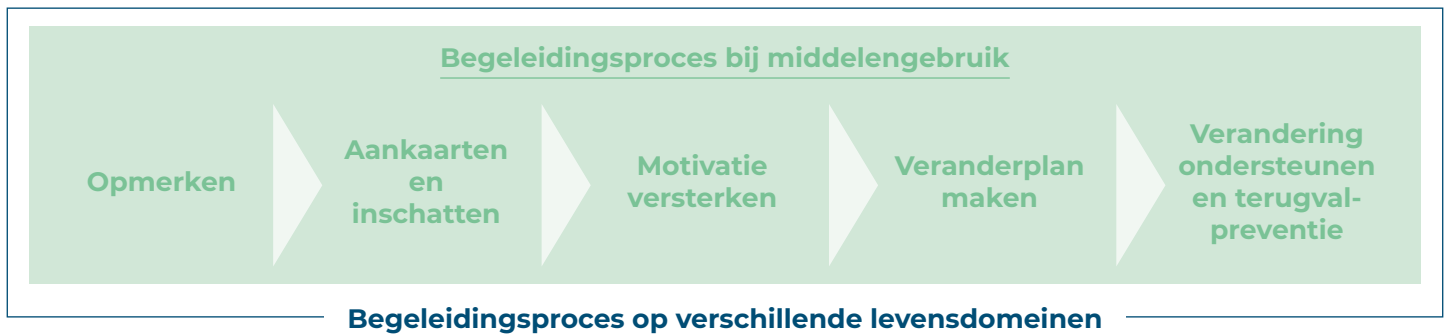 Begeleidingsproces bij middelengebruik
Opmerken
Aankaarten
en
inschatten
Motivatie
versterken
Veranderplan
maken
Verandering
ondersteunen
en terugval-
preventie
Begeleidingsproces op verschillende levensdomeinen